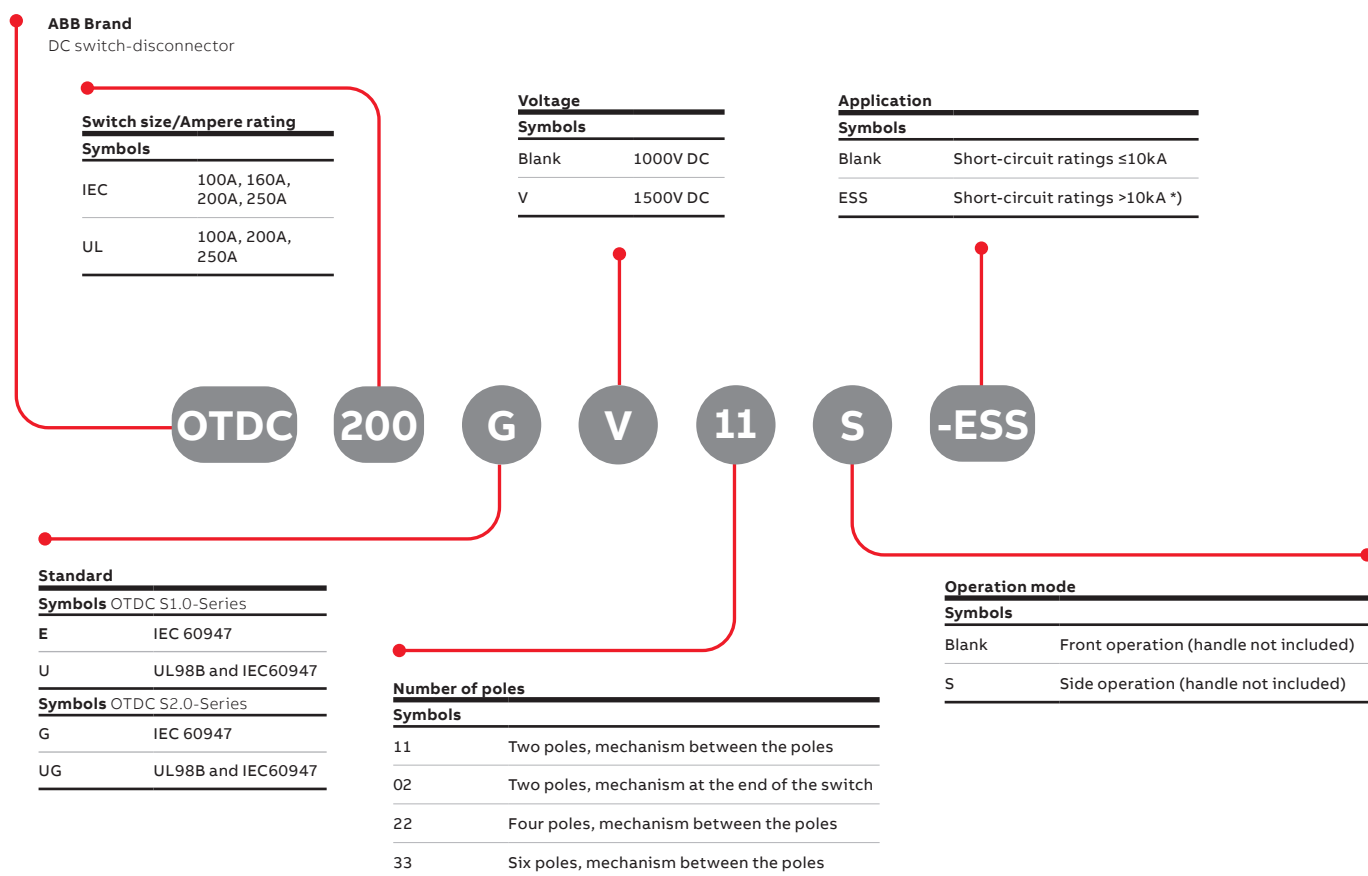 ABB Brand
DC switch-disconnector
Switch size/Ampere rating
Symbols
IEC 100A, 160A,
200A, 250A
UL 100A, 200A,
250A
Voltage
Symbols
Blank 1000V DC
V 1500V DC
Application
Symbols
Blank Short-circuit ratings ≤10kA
ESS Short-circuit ratings >10kA *)
OTDC 200 G V 11 S -ESS
Standard
Symbols OTDC S1.0-Series
E IEC 60947
U UL98B and IEC60947
Symbols OTDC S2.0-Series
G IEC 60947
UG UL98B and IEC60947
Number of poles
Symbols
11 Two poles, mechanism between the poles
02 Two poles, mechanism at the end of the switch
22 Four poles, mechanism between the poles
33 Six poles, mechanism between the poles
Operation mode
Symbols
Blank Front operation (handle not included)
S Side operation (handle not included)